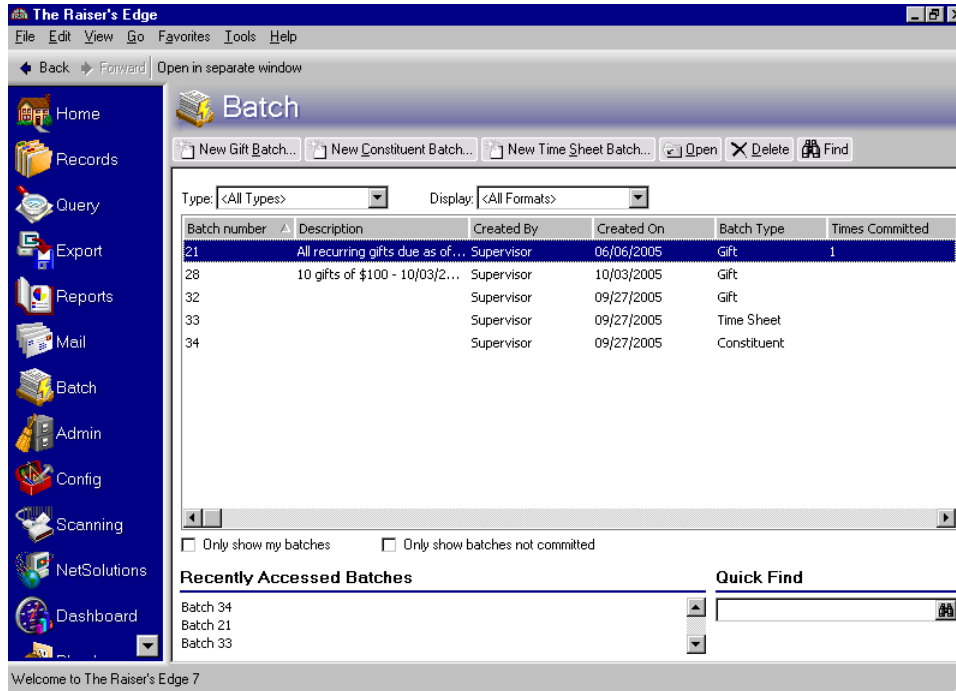 The Raiser's Edge
File Edit View Go Favorites Tools Help
Back Forward Open in separate window
Home
Records
Query
Export
Reports
Mail
Batch
Admin
Config
Scanning
NetSolutions
Dashboard
Batch
New Gift Batch... New Constituent Batch... New Time Sheet Batch... Open Delete Find
Type: <All Types> Display: <All Formats>
Batch number Description Created By Created On Batch Type Times Committed
21 All recurring gifts due as of... Supervisor 06/06/2005 Gift 1
28 10 gifts of $100 - 10/03/2... Supervisor 10/03/2005 Gift
32 Supervisor 09/27/2005 Gift
33 Supervisor 09/27/2005 Time Sheet
34 Supervisor 09/27/2005 Constituent
Only show my batches Only show batches not committed
Recently Accessed Batches
Batch 34
Batch 21
Batch 33
Quick Find
Welcome to The Raiser's Edge 7